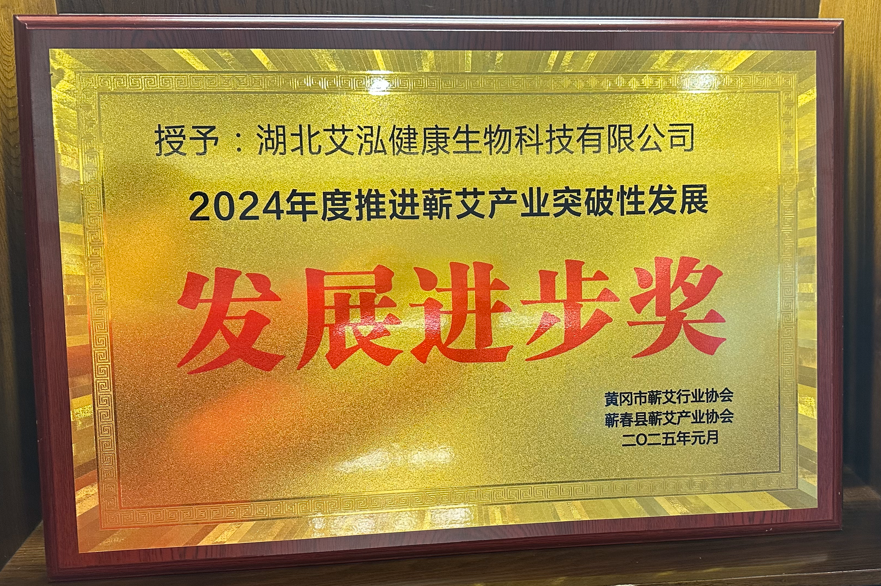 授予：湖北艾泓健康生物科技有限公司
2024年度推进蕲艾产业突破性发展
发展进步奖
黄冈市蕲艾行业协会
蕲春县蕲艾产业协会
二〇二五年元月